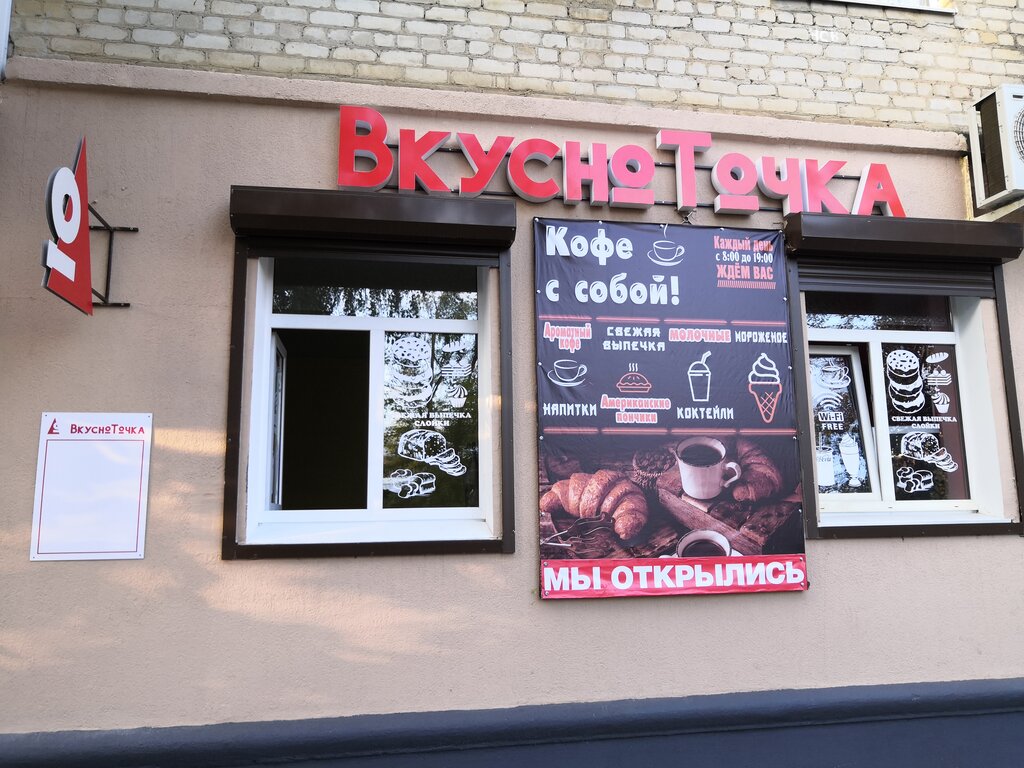 ВкусноТочка
ВкусноТочка
Кофе
с собой!
Каждый день
с 8:00 до 19:00
ЖДЁМ ВАС
Ароматный
кофе
СВЕЖАЯ
ВЫПЕЧКА
МОЛОЧНЫЕ
МОРОЖЕНОЕ
НАПИТКИ
Американские
пончики
КОКТЕЙЛИ
МЫ ОТКРЫЛИСЬ
СВЕЖАЯ ВЫПЕЧКА
СЛОЙКИ
Wi-Fi
FREE
СВЕЖАЯ ВЫПЕЧКА
СЛОЙКИ